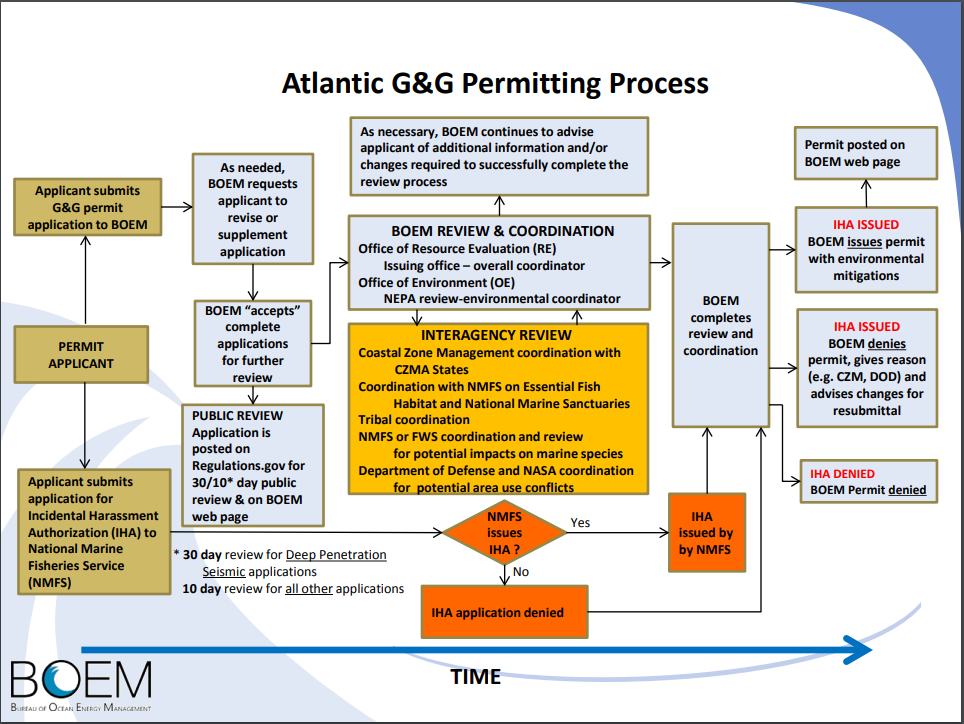 Atlantic G&G Permitting Process
Applicant submits
G&G permit
application to BOEM
PERMIT
APPLICANT
Applicant submits
application for
Incidental Harassment
Authorization (IHA) to
National Marine
Fisheries Service
(NMFS)
As needed,
BOEM requests
applicant to
revise or
supplement
application
BOEM “accepts”
complete
applications
for further
review
PUBLIC REVIEW
Application is
posted on
Regulations.gov for
30/10* day public
review & on BOEM
web page
* 30 day review for Deep Penetration
Seismic applications
10 day review for all other applications
As necessary, BOEM continues to advise
applicant of additional information and/or
changes required to successfully complete the
review process
BOEM REVIEW & COORDINATION
Office of Resource Evaluation (RE)
Issuing office – overall coordinator
Office of Environment (OE)
NEPA review-environmental coordinator
INTERAGENCY REVIEW
Coastal Zone Management coordination with
CZMA States
Coordination with NMFS on Essential Fish
Habitat and National Marine Sanctuaries
Tribal coordination
NMFS or FWS coordination and review
for potential impacts on marine species
Department of Defense and NASA coordination
for potential area use conflicts
NMFS
issues
IHA ?
Yes
No
IHA application denied
IHA
issued by
by NMFS
BOEM
completes
review and
coordination
Permit posted on
BOEM web page
IHA ISSUED
BOEM issues permit
with environmental
mitigations
IHA ISSUED
BOEM denies
permit, gives reason
(e.g. CZM, DOD) and
advises changes for
resubmittal
IHA DENIED
BOEM Permit denied
TIME
BOEM
BUREAU OF OCEAN ENERGY MANAGEMENT